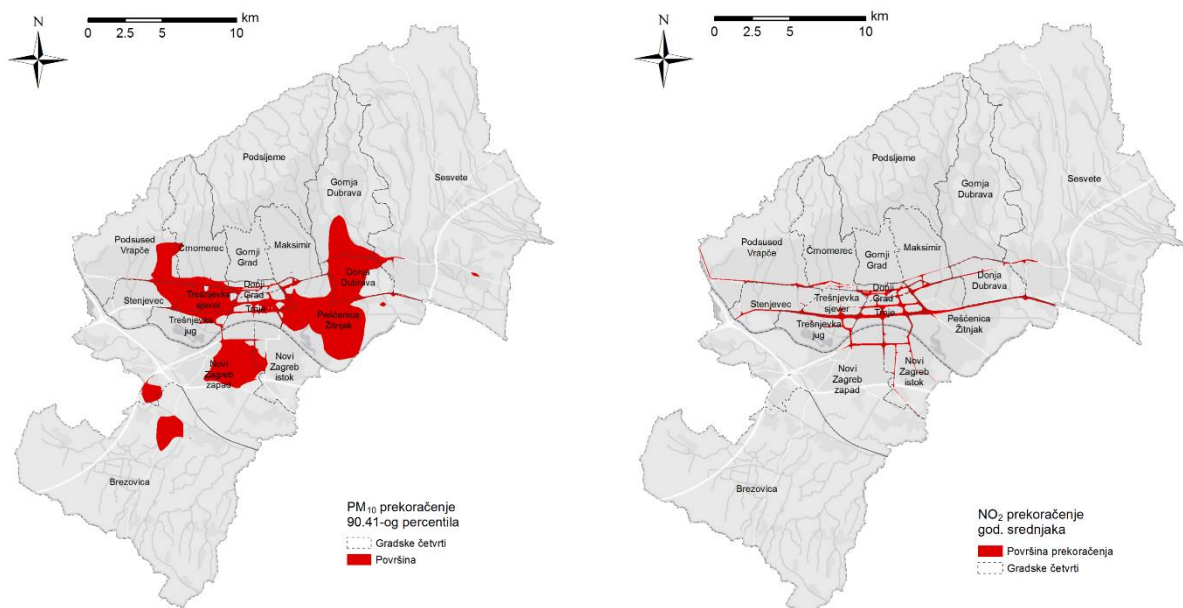 N
km
0 2.5 5 10
Podsljeme
Gornja
Dubrava
Sesvete
Podsused
Vrapče
Črnomerec
Gornji
Grad
Maksimir
Donji
Grad
Donja
Dubrava
Stenjevec
Trešnjevka
sjever
Trnje
Peščenica
Žitnjak
Trešnjevka
jug
Novi
Zagreb
zapad
Novi
Zagreb
istok
Brezovica
PM₁₀ prekoračenje
90.41-og percentila
Gradske četvrti
Površina
N
km
0 2.5 5 10
Podsljeme
Gornja
Dubrava
Sesvete
Podsused
Vrapče
Črnomerec
Gornji
Grad
Maksimir
Donji
Grad
Donja
Dubrava
Stenjevec
Trešnjevka
sjever
Trnje
Peščenica
Žitnjak
Trešnjevka
jug
Novi
Zagreb
zapad
Novi
Zagreb
istok
Brezovica
NO₂ prekoračenje
god. srednjaka
Površina prekoračenja
Gradske četvrti